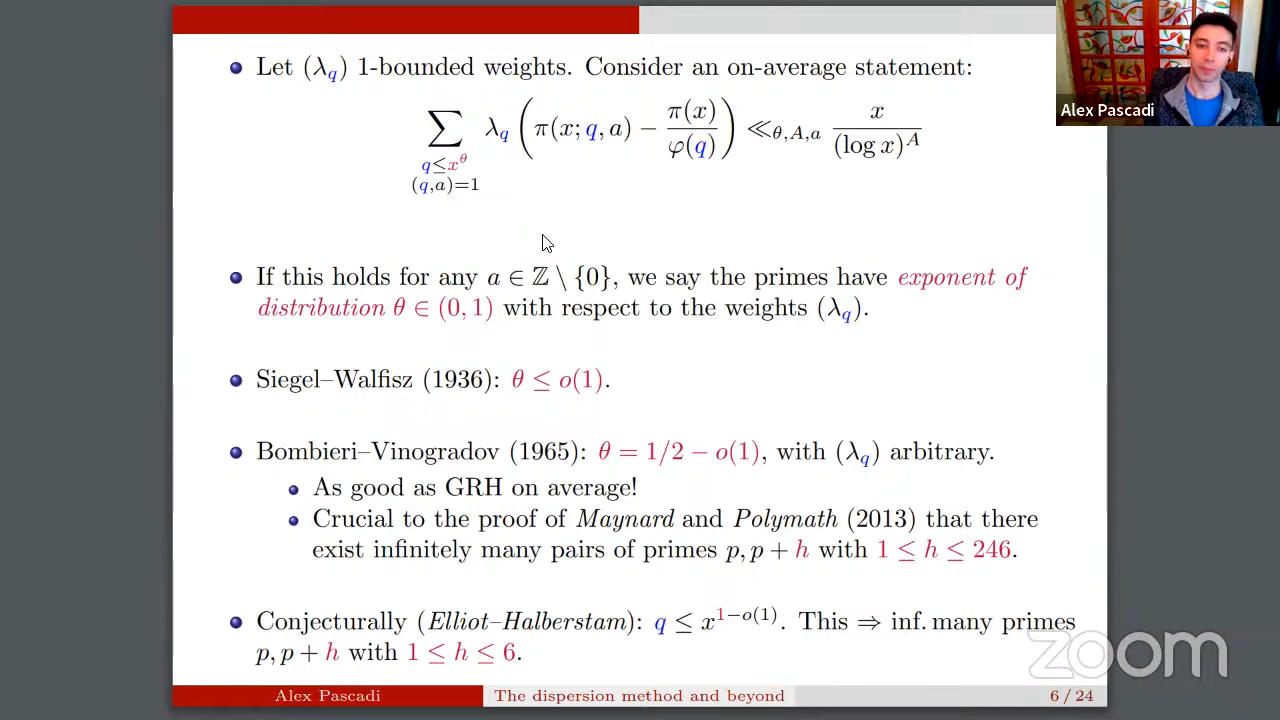 Let (λ_q) 1-bounded weights. Consider an on-average statement:
∑_{q≤x^θ, (q,a)=1} λ_q ( π(x; q, a) − π(x)/φ(q) ) ≪_{θ,A,a} x/(log x)^A
Alex Pascadi
If this holds for any a ∈ ℤ \ {0}, we say the primes have exponent of
distribution θ ∈ (0, 1) with respect to the weights (λ_q).
Siegel–Walfisz (1936): θ ≤ o(1).
Bombieri–Vinogradov (1965): θ = 1/2 − o(1), with (λ_q) arbitrary.
As good as GRH on average!
Crucial to the proof of Maynard and Polymath (2013) that there
exist infinitely many pairs of primes p, p + h with 1 ≤ h ≤ 246.
Conjecturally (Elliot–Halberstam): q ≤ x^{1−o(1)}. This ⇒ inf. many primes
p, p + h with 1 ≤ h ≤ 6.
zoom
Alex Pascadi The dispersion method and beyond 6 / 24